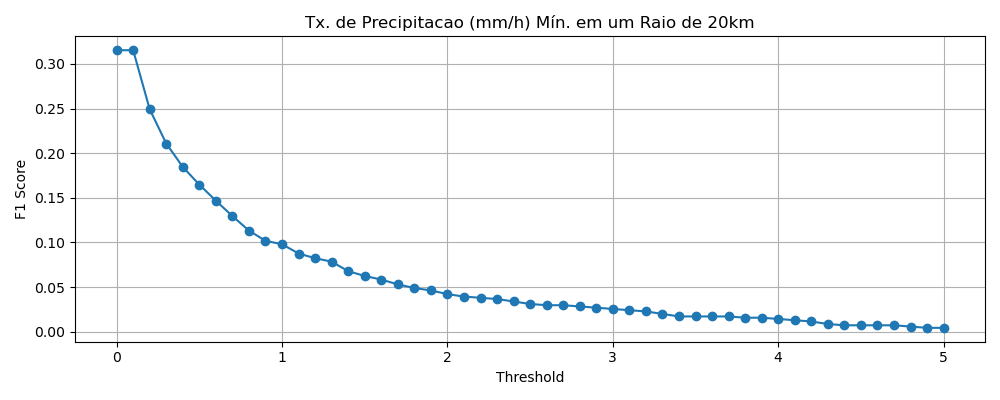 Tx. de Precipitacao (mm/h) Mín. em um Raio de 20km
F1 Score
0.30
0.25
0.20
0.15
0.10
0.05
0.00
0 1 2 3 4 5
Threshold